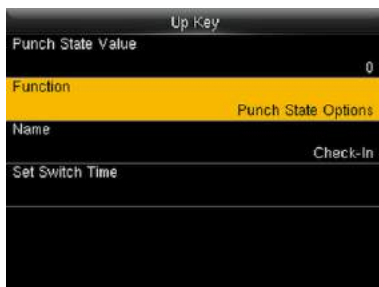 Up Key
Punch State Value
0
Function
Punch State Options
Name
Check-In
Set Switch Time